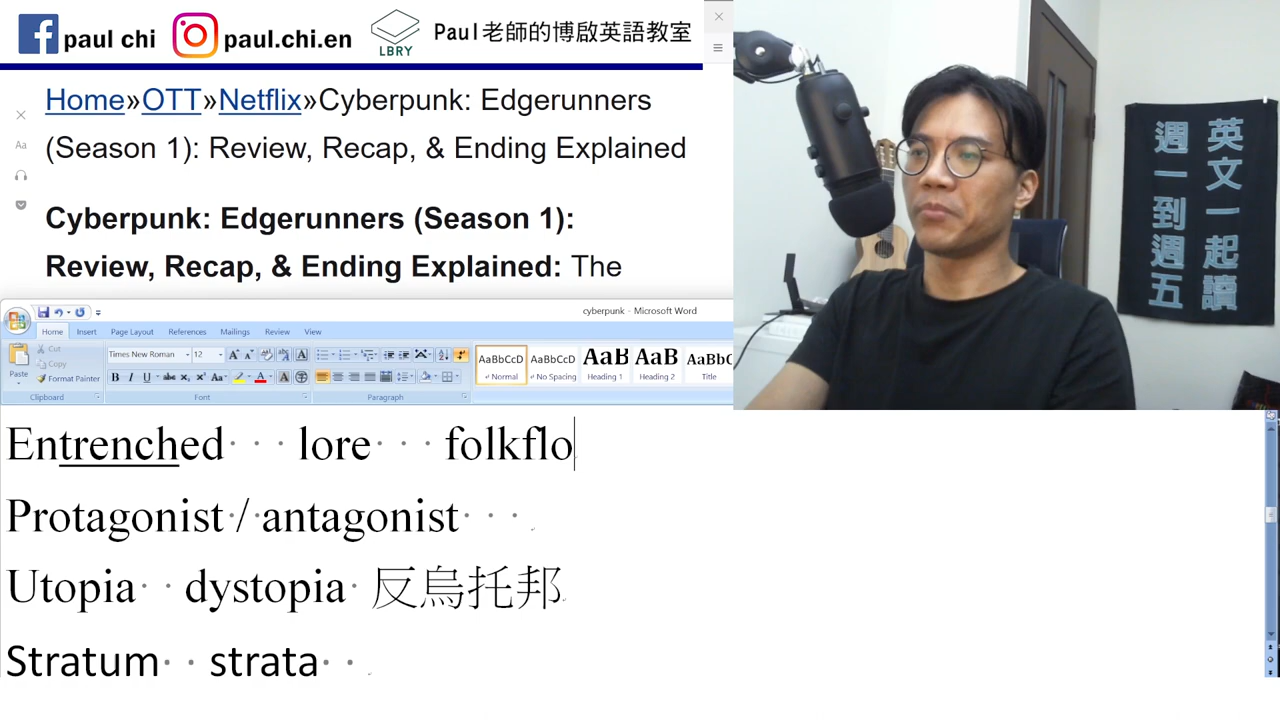 paul chi paul.chi.en LBRY Paul老師的博啟英語教室
Home»OTT»Netflix»Cyberpunk: Edgerunners
(Season 1): Review, Recap, & Ending Explained
Cyberpunk: Edgerunners (Season 1):
Review, Recap, & Ending Explained: The
英文一起讀
週一到週五
cyberpunk - Microsoft Word
Home Insert Page Layout References Mailings Review View
Paste Cut Copy Format Painter
Times New Roman 12
AaBbCcD AaBbCcD AaB AaB AaBbC
Normal No Spacing Heading 1 Heading 2 Title
Clipboard Font Paragraph
Entrenched lore folkflo
Protagonist / antagonist
Utopia dystopia 反烏托邦
Stratum strata